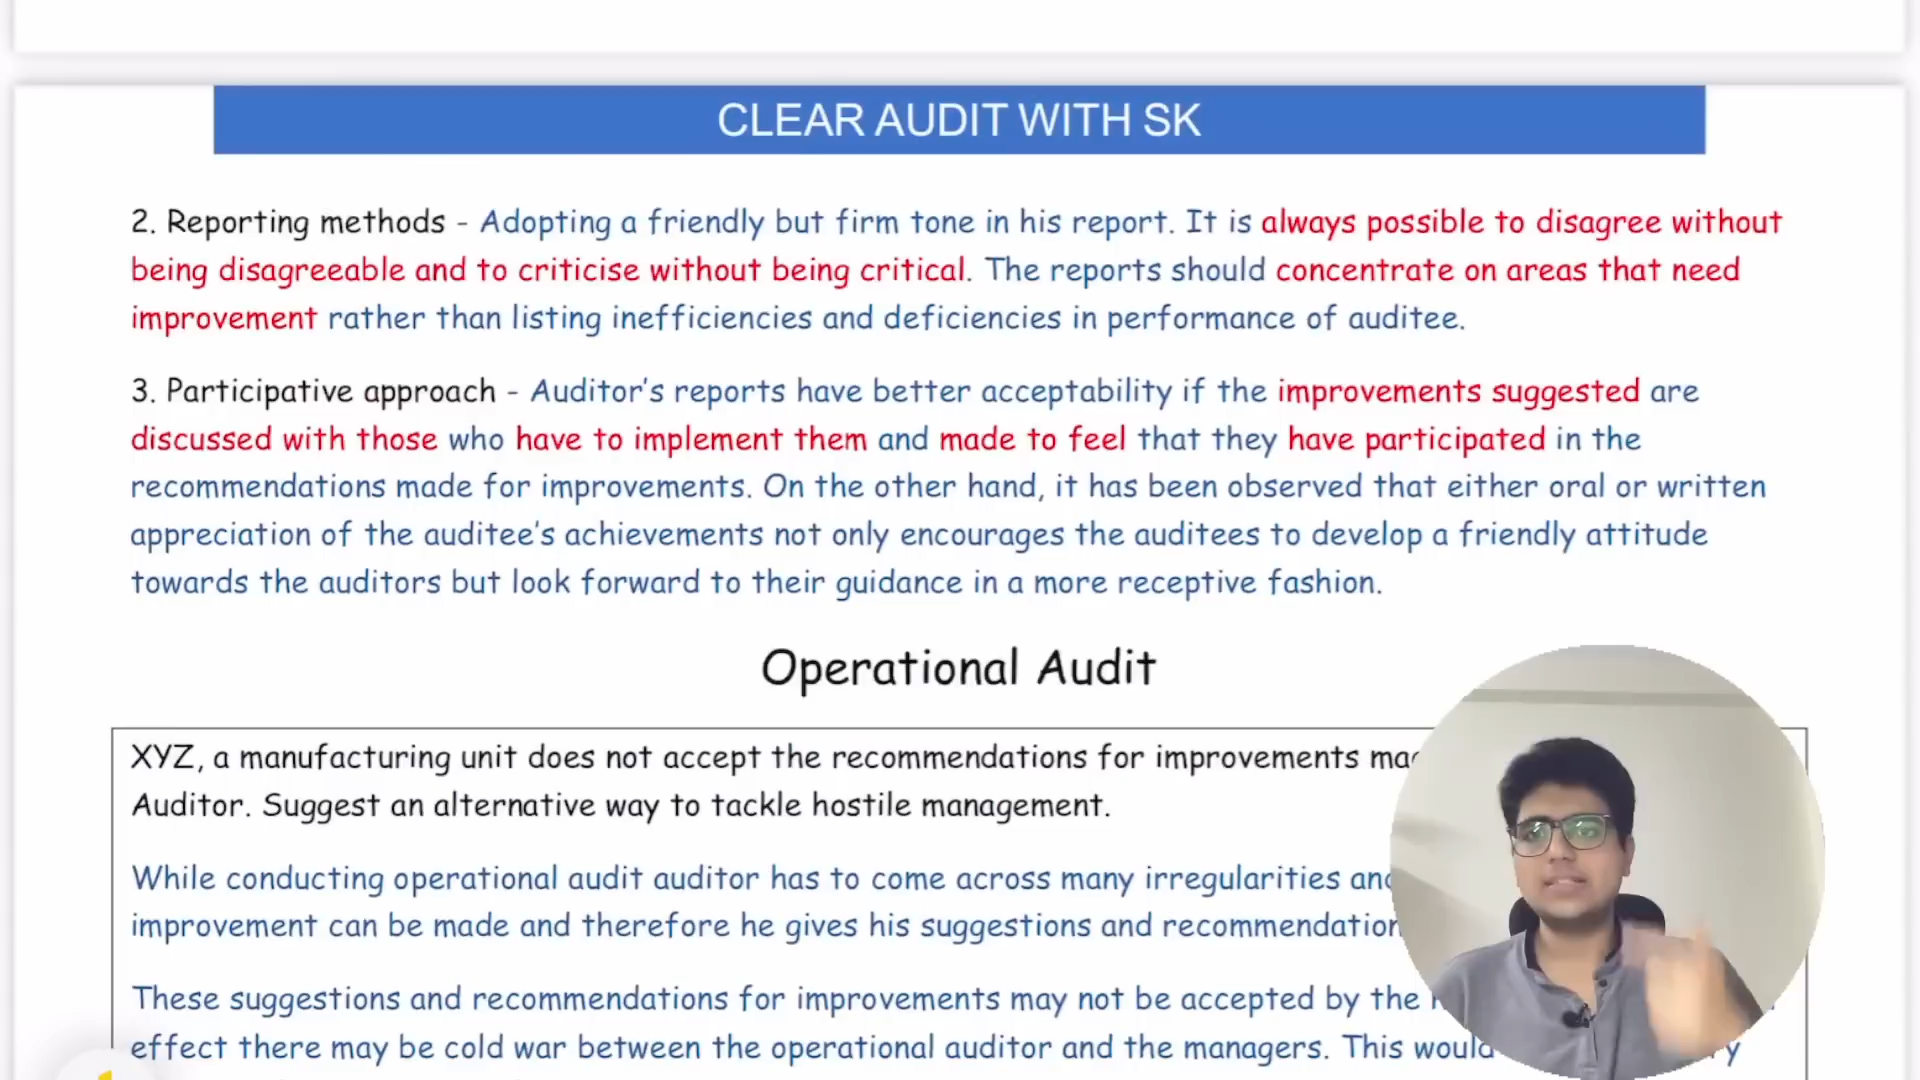 CLEAR AUDIT WITH SK
2. Reporting methods - Adopting a friendly but firm tone in his report. It is always possible to disagree without
being disagreeable and to criticise without being critical. The reports should concentrate on areas that need
improvement rather than listing inefficiencies and deficiencies in performance of auditee.
3. Participative approach - Auditor's reports have better acceptability if the improvements suggested are
discussed with those who have to implement them and made to feel that they have participated in the
recommendations made for improvements. On the other hand, it has been observed that either oral or written
appreciation of the auditee's achievements not only encourages the auditees to develop a friendly attitude
towards the auditors but look forward to their guidance in a more receptive fashion.
Operational Audit
XYZ, a manufacturing unit does not accept the recommendations for improvements
Auditor. Suggest an alternative way to tackle hostile management.
While conducting operational audit auditor has to come across many irregularities
improvement can be made and therefore he gives his suggestions and
These suggestions and recommendations for improvements may not be accepted by the
effect there may be cold war between the operational auditor and the managers. This would